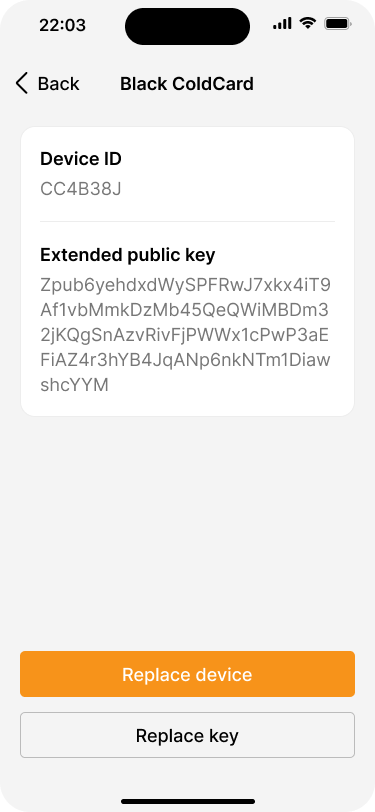 22:03
Back
Black ColdCard
Device ID
CC4B38J
Extended public key
Zpub6yehdxdWySPFRwJ7xkx4iT9
Af1vbMmkDzMb45QeQWiMBDm3
2jKQgSnAzvRivFjPWWx1cPwP3aE
FiAZ4r3hYB4JqANp6nkNTm1Diaw
shcYYM
Replace device
Replace key